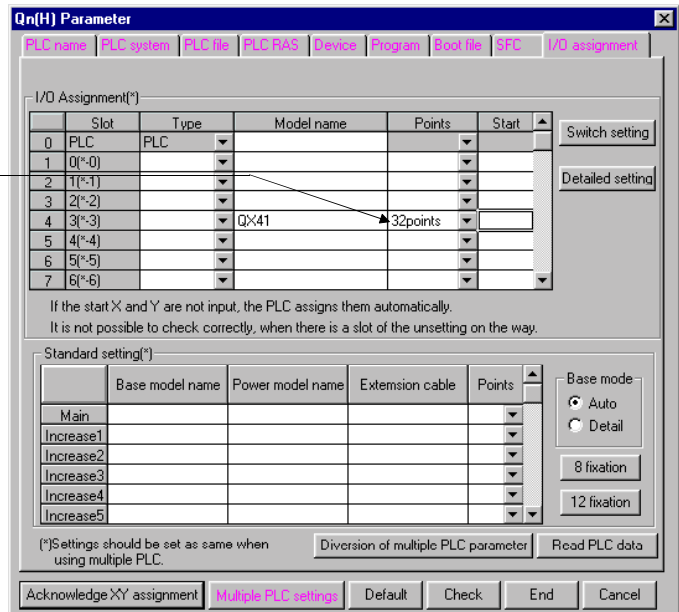 Qn(H) Parameter
PLC name PLC system PLC file PLC RAS Device Program Boot file SFC I/O assignment
I/O Assignment(*)
Slot Type Model name Points Start
0 PLC PLC
1 0(*-0)
2 1(*-1)
3 2(*-2)
4 3(*-3) QX41 32points
5 4(*-4)
6 5(*-5)
7 6(*-6)
Switch setting
Detailed setting
If the start X and Y are not input, the PLC assigns them automatically.
It is not possible to check correctly, when there is a slot of the unsetting on the way.
Standard setting(*)
Base model name Power model name Extension cable Points
Main
Increase1
Increase2
Increase3
Increase4
Increase5
Base mode
Auto
Detail
8 fixation
12 fixation
(*)Settings should be set as same when
using multiple PLC.
Diversion of multiple PLC parameter Read PLC data
Acknowledge XY assignment Multiple PLC settings Default Check End Cancel